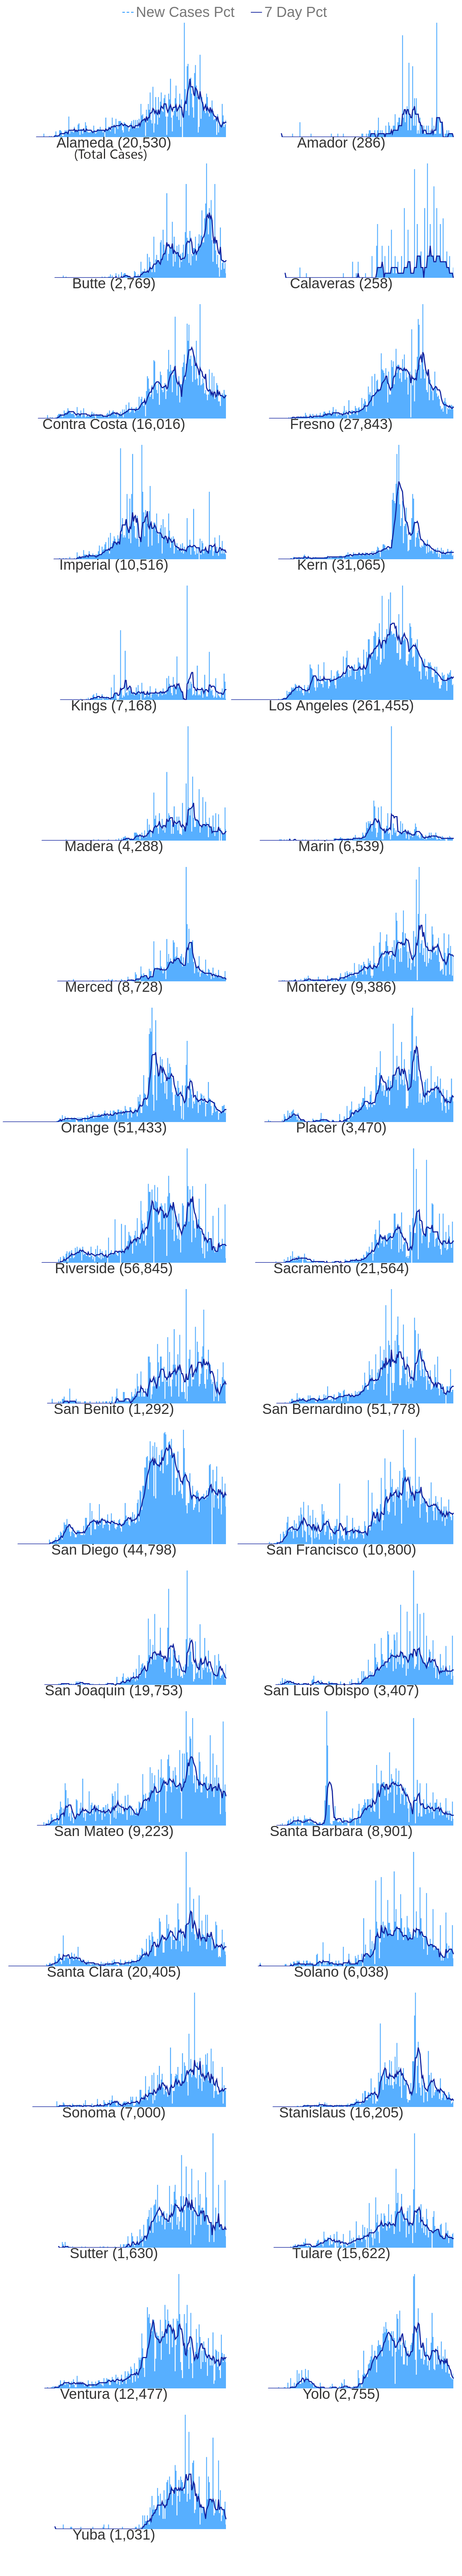 New Cases Pct 7 Day Pct
Alameda (20,530) Amador (286)
(Total Cases)
Butte (2,769) Calaveras (258)
Contra Costa (16,016) Fresno (27,843)
Imperial (10,516) Kern (31,065)
Kings (7,168) Los Angeles (261,455)
Madera (4,288) Marin (6,539)
Merced (8,728) Monterey (9,386)
Orange (51,433) Placer (3,470)
Riverside (56,845) Sacramento (21,564)
San Benito (1,292) San Bernardino (51,778)
San Diego (44,798) San Francisco (10,800)
San Joaquin (19,753) San Luis Obispo (3,407)
San Mateo (9,223) Santa Barbara (8,901)
Santa Clara (20,405) Solano (6,038)
Sonoma (7,000) Stanislaus (16,205)
Sutter (1,630) Tulare (15,622)
Ventura (12,477) Yolo (2,755)
Yuba (1,031)